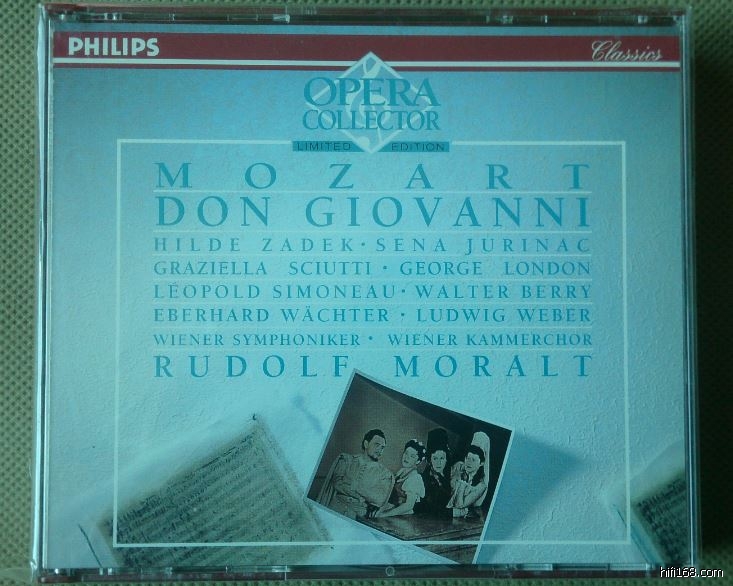 PHILIPS Classics
OPERA
COLLECTOR
LIMITED EDITION
MOZART
DON GIOVANNI
HILDE ZADEK · SENA JURINAC
GRAZIELLA SCIUTTI · GEORGE LONDON
LÉOPOLD SIMONEAU · WALTER BERRY
EBERHARD WÄCHTER · LUDWIG WEBER
WIENER SYMPHONIKER · WIENER KAMMERCHOR
RUDOLF MORALT
hifi168.com